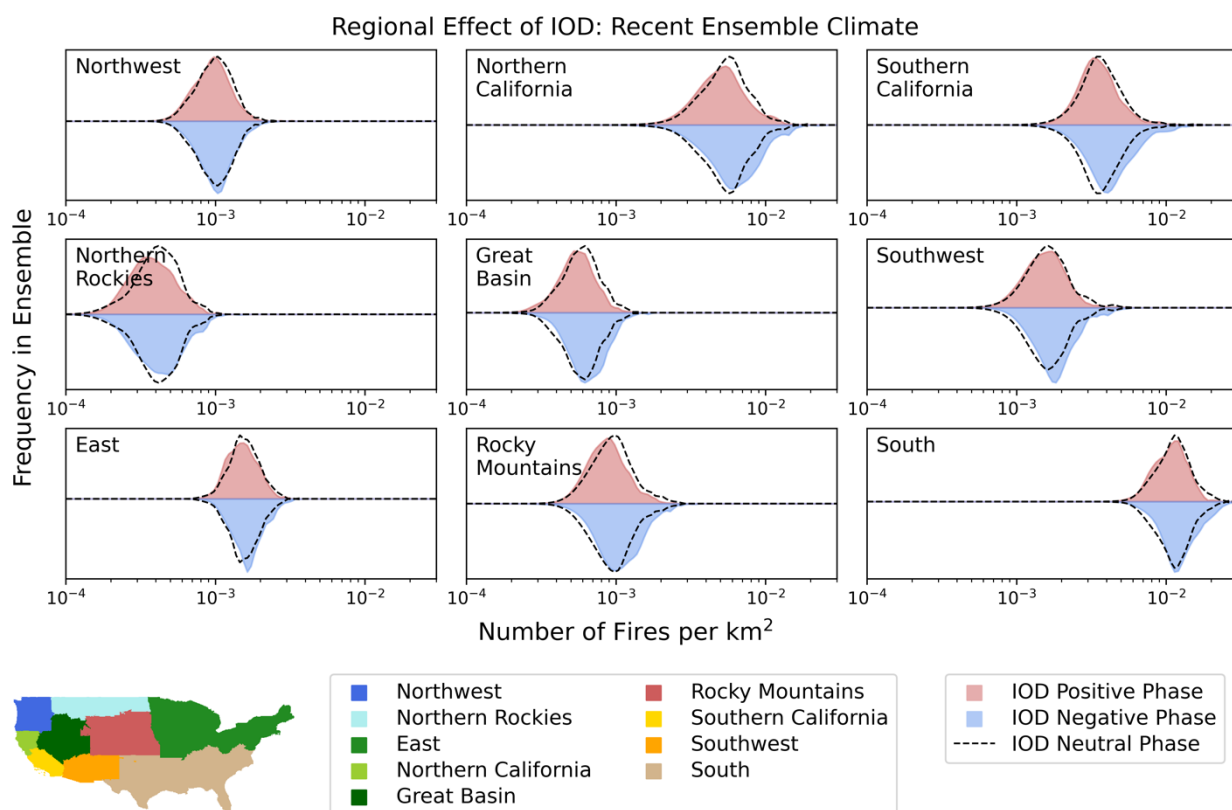 Regional Effect of IOD: Recent Ensemble Climate
Frequency in Ensemble
Northwest
10⁻⁴ 10⁻³ 10⁻²
Northern
California
10⁻⁴ 10⁻³ 10⁻²
Southern
California
10⁻⁴ 10⁻³ 10⁻²
Northern
Rockies
10⁻⁴ 10⁻³ 10⁻²
Great
Basin
10⁻⁴ 10⁻³ 10⁻²
Southwest
10⁻⁴ 10⁻³ 10⁻²
East
10⁻⁴ 10⁻³ 10⁻²
Rocky
Mountains
10⁻⁴ 10⁻³ 10⁻²
South
10⁻⁴ 10⁻³ 10⁻²
Number of Fires per km²
Northwest
Northern Rockies
East
Northern California
Great Basin
Rocky Mountains
Southern California
Southwest
South
IOD Positive Phase
IOD Negative Phase
IOD Neutral Phase